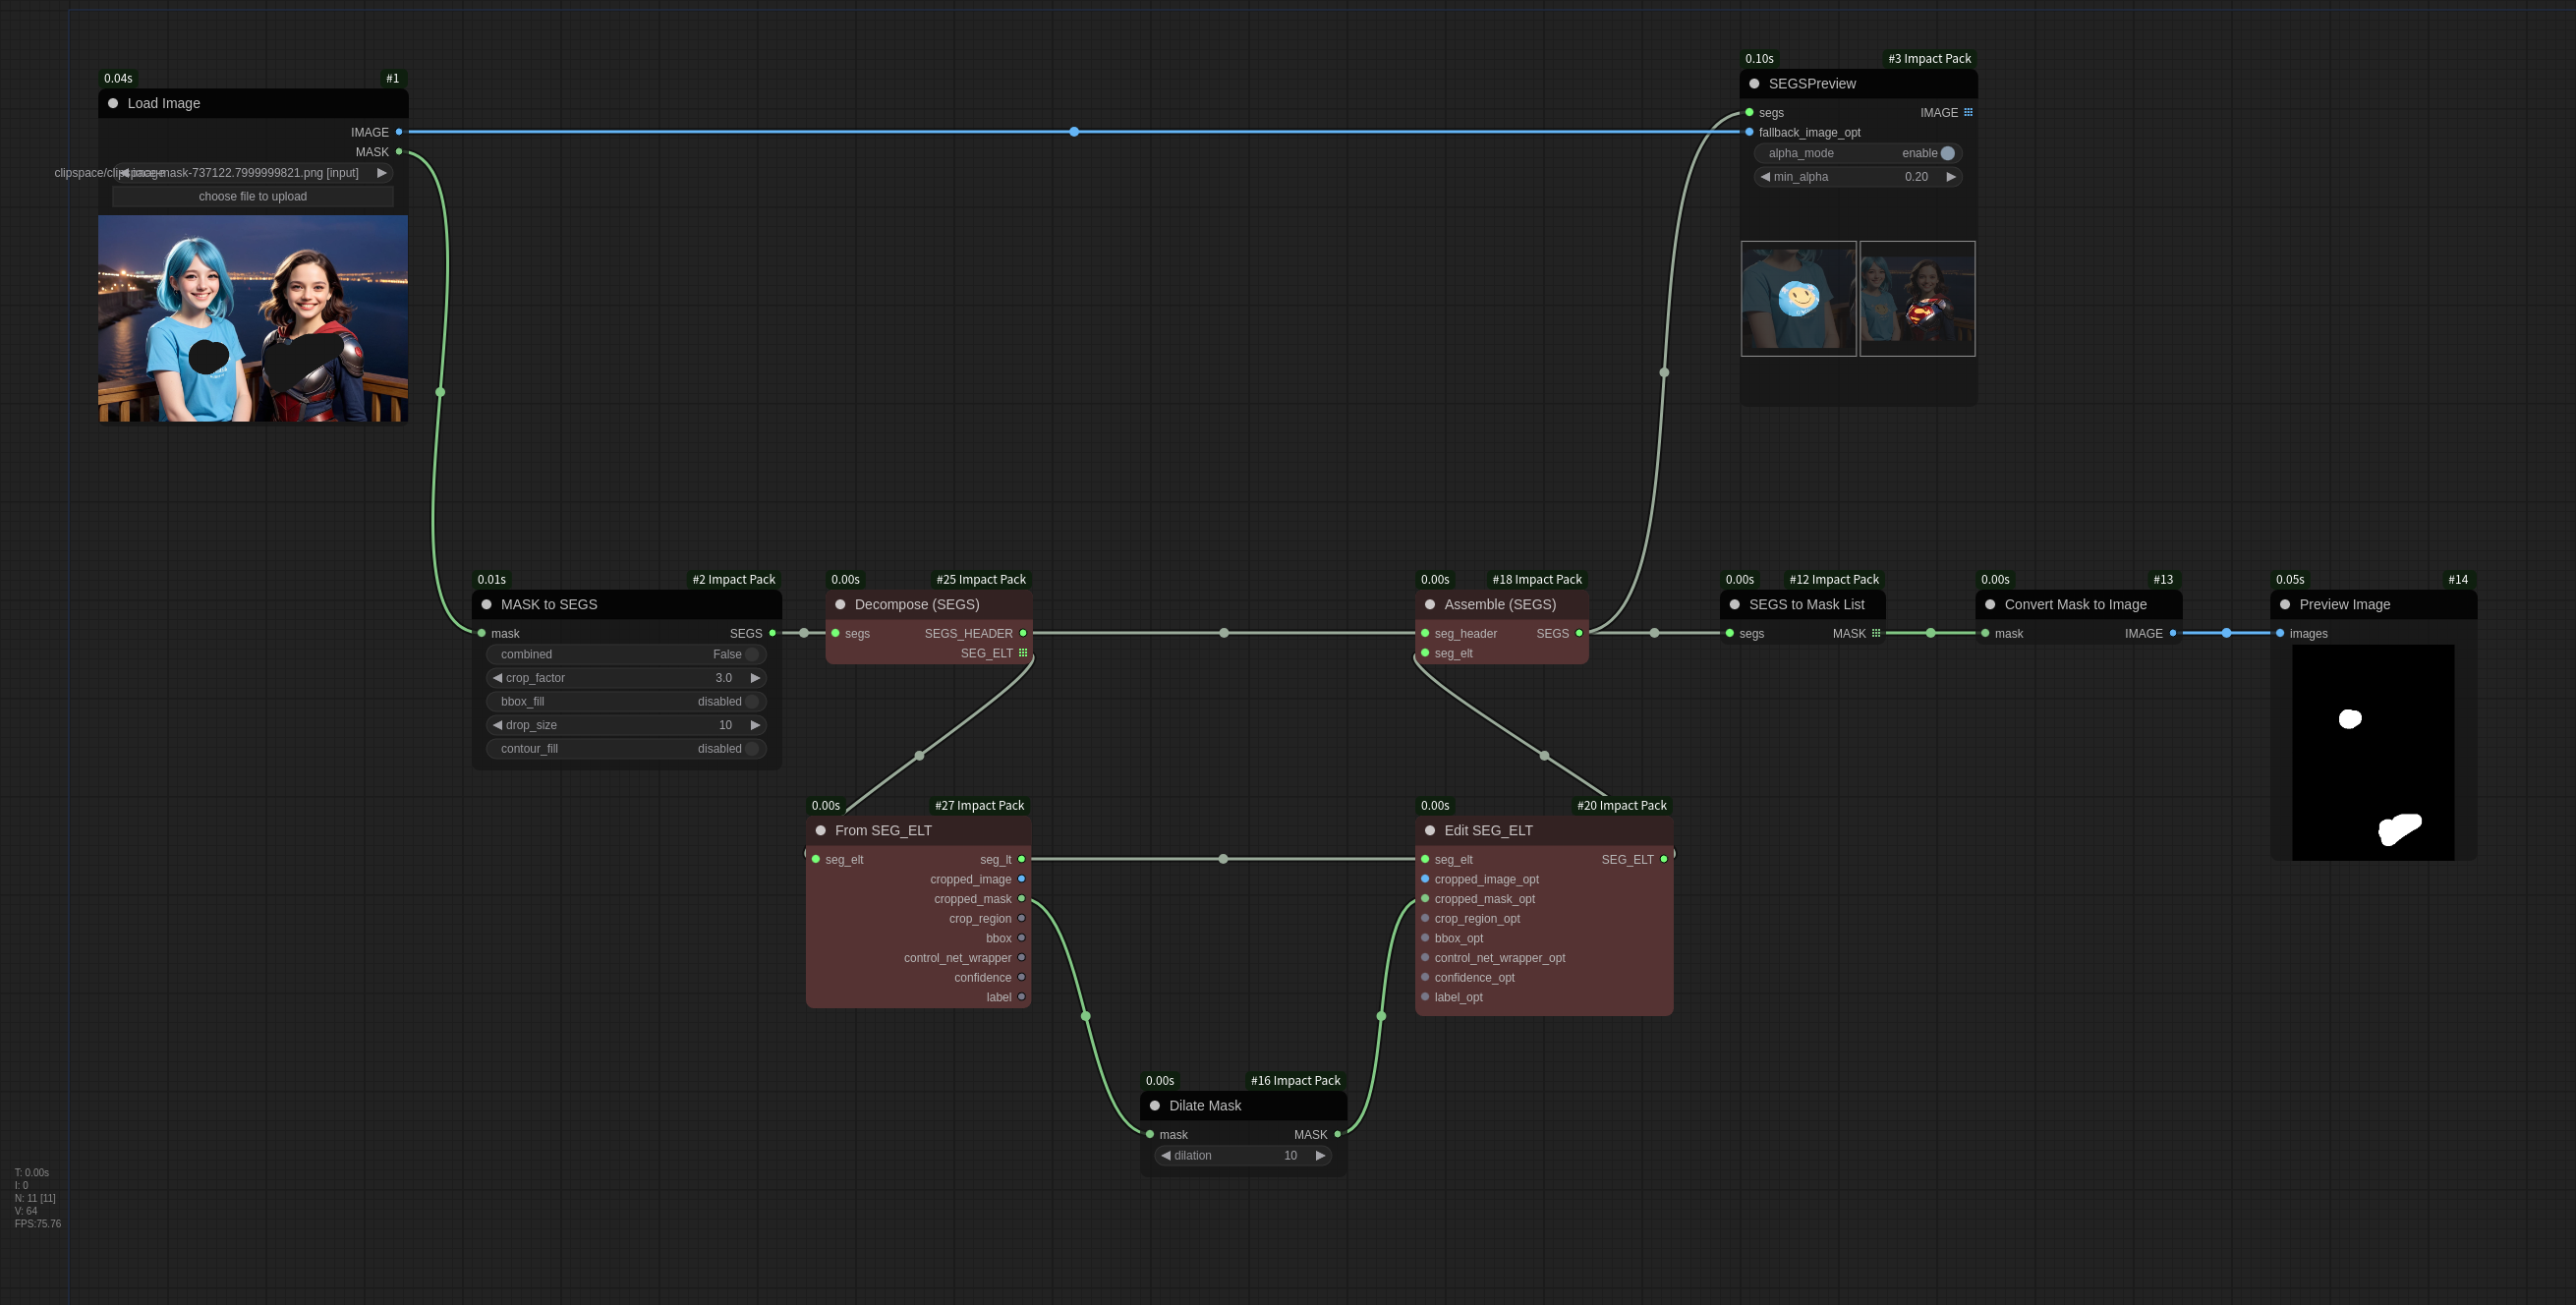 0.04s #1
Load Image
IMAGE
MASK
clipspace/clipspace-mask-737122.7999999821.png [input]
choose file to upload
0.10s #3 Impact Pack
SEGSPreview
segs IMAGE
fallback_image_opt
alpha_mode enable
min_alpha 0.20
0.01s #2 Impact Pack
MASK to SEGS
mask SEGS
combined False
crop_factor 3.0
bbox_fill disabled
drop_size 10
contour_fill disabled
0.00s #25 Impact Pack
Decompose (SEGS)
segs SEGS_HEADER
SEG_ELT
0.00s #18 Impact Pack
Assemble (SEGS)
seg_header SEGS
seg_elt
0.00s #12 Impact Pack
SEGS to Mask List
segs MASK
0.00s #13
Convert Mask to Image
mask IMAGE
0.05s #14
Preview Image
images
0.00s #27 Impact Pack
From SEG_ELT
seg_elt seg_lt
cropped_image
cropped_mask
crop_region
bbox
control_net_wrapper
confidence
label
0.00s #20 Impact Pack
Edit SEG_ELT
seg_elt SEG_ELT
cropped_image_opt
cropped_mask_opt
crop_region_opt
bbox_opt
control_net_wrapper_opt
confidence_opt
label_opt
0.00s #16 Impact Pack
Dilate Mask
mask MASK
dilation 10
T: 0.00s
I: 0
N: 11 [11]
V: 64
FPS:75.76